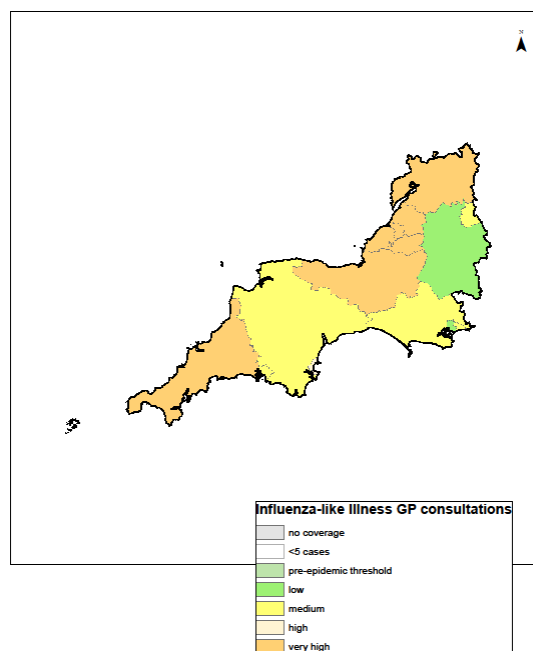 N
Influenza-like Illness GP consultations
no coverage
<5 cases
pre-epidemic threshold
low
medium
high
very high